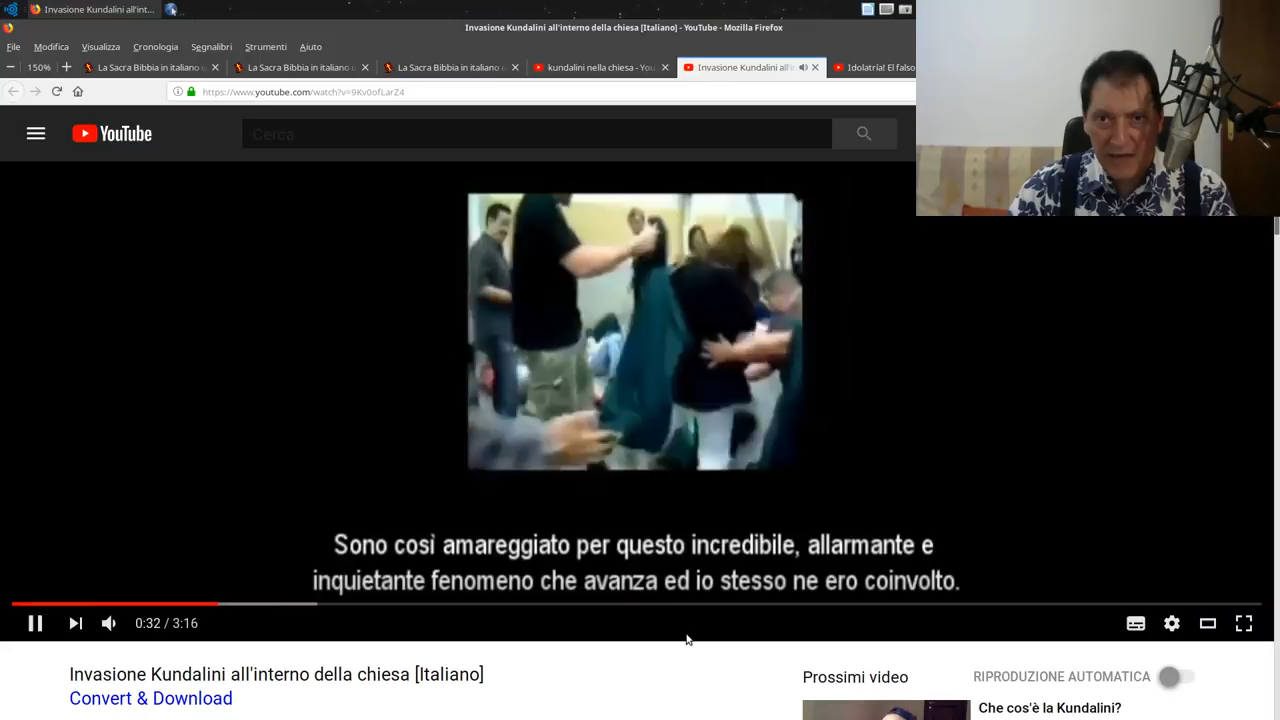 Invasione Kundalini all'int...
Invasione Kundalini all'interno della chiesa [Italiano] - YouTube - Mozilla Firefox
File Modifica Visualizza Cronologia Segnalibri Strumenti Aiuto
150% La Sacra Bibbia in italiano La Sacra Bibbia in italiano La Sacra Bibbia in italiano kundalini nella chiesa - You Invasione Kundalini all'in Idolatría! El falso
https://www.youtube.com/watch?v=9Kv0ofLarZ4
YouTube
Cerca
Sono così amareggiato per questo incredibile, allarmante e
inquietante fenomeno che avanza ed io stesso ne ero coinvolto.
0:32 / 3:16
Invasione Kundalini all'interno della chiesa [Italiano]
Convert & Download
Prossimi video
RIPRODUZIONE AUTOMATICA
Che cos'è la Kundalini?